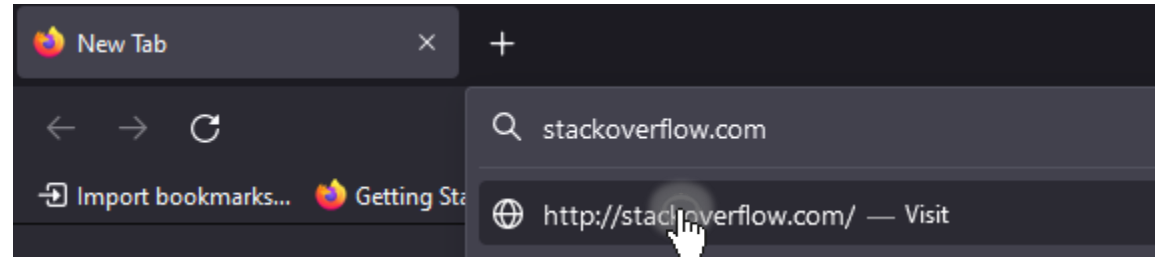 New Tab
stackoverflow.com
Import bookmarks... Getting Sta
http://stackoverflow.com/ — Visit